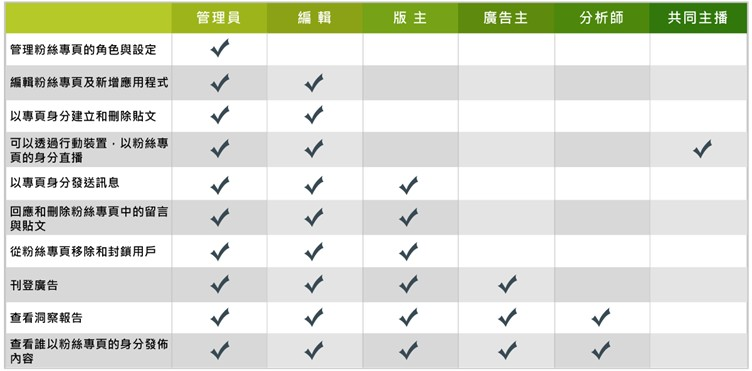 管理員 編 輯 版 主 廣告主 分析師 共同主播
管理粉絲專頁的角色與設定
編輯粉絲專頁及新增應用程式
以專頁身分建立和刪除貼文
可以透過行動裝置，以粉絲專
頁的身分直播
以專頁身分發送訊息
回應和刪除粉絲專頁中的留言
與貼文
從粉絲專頁移除和封鎖用戶
刊登廣告
查看洞察報告
查看誰以粉絲專頁的身分發佈
內容